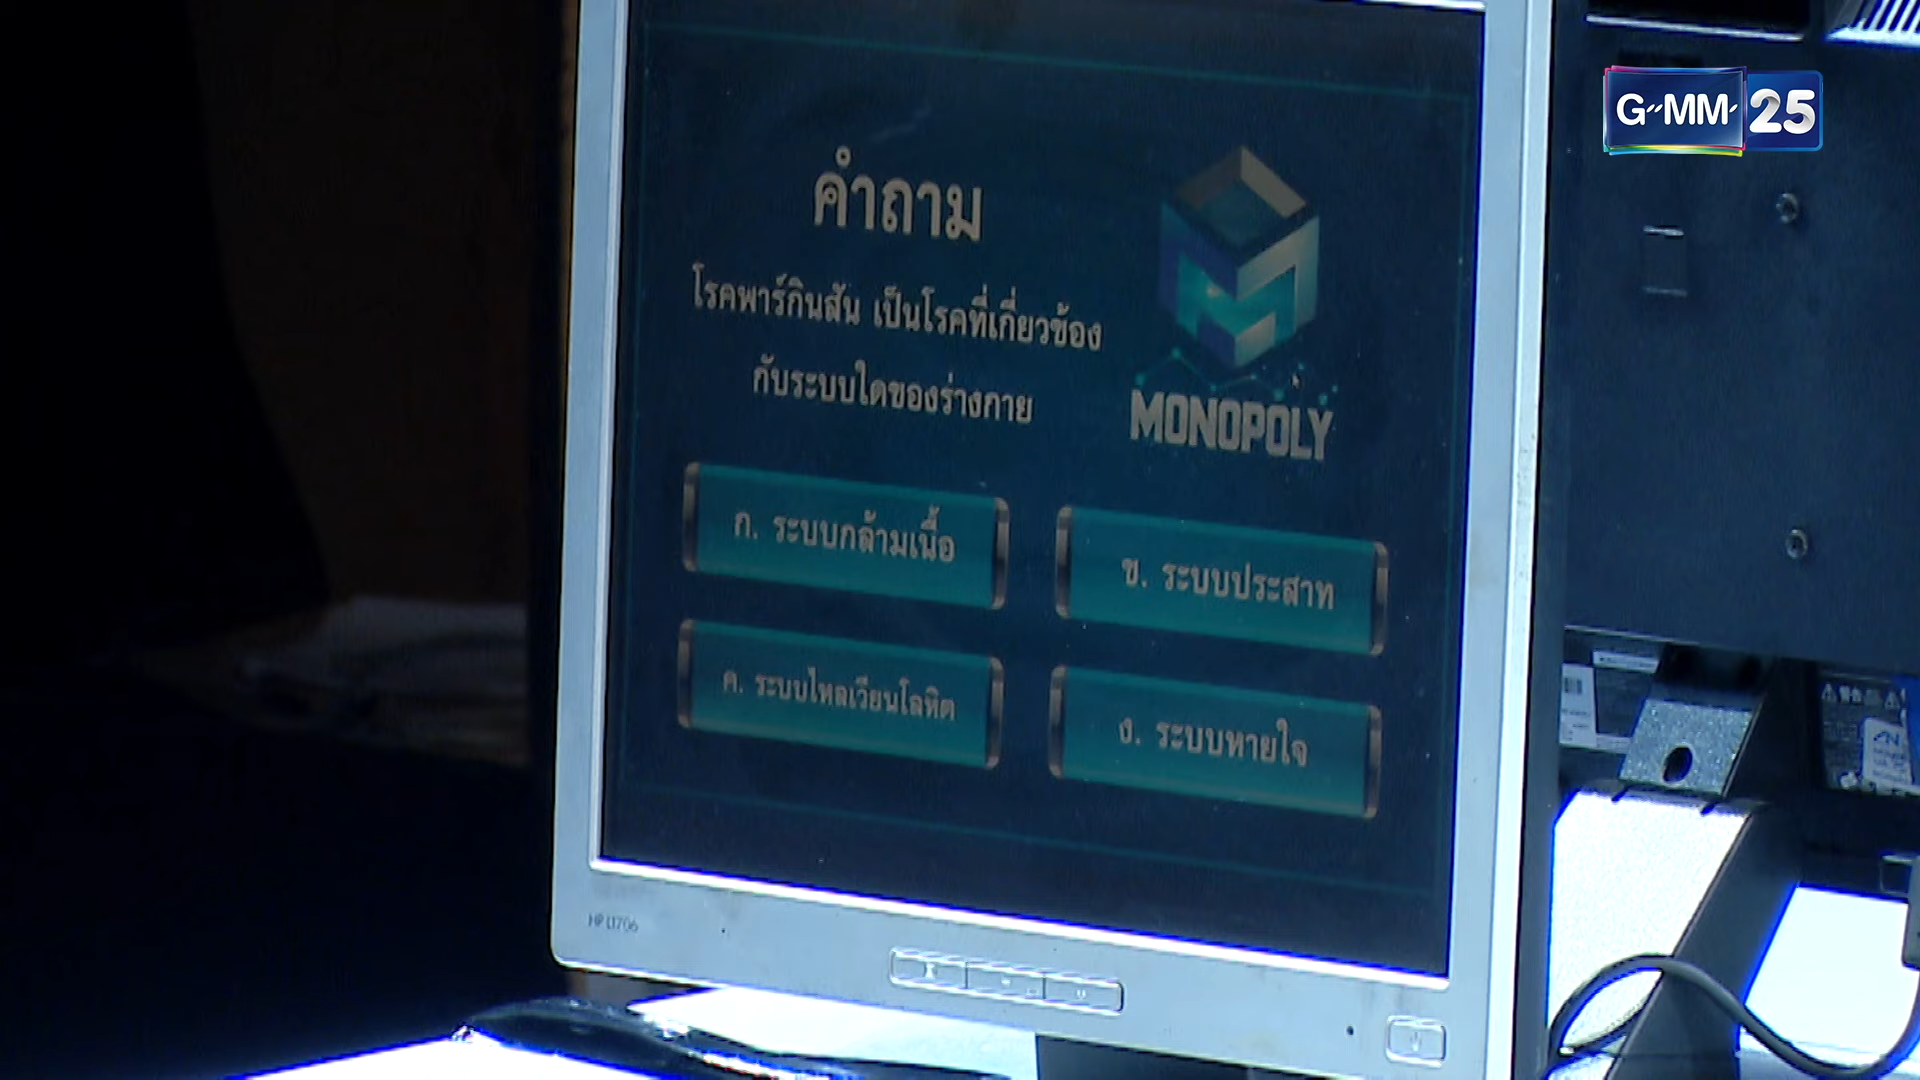 GMM 25
คำถาม
โรคพาร์กินสัน เป็นโรคที่เกี่ยวข้อง
กับระบบใดของร่างกาย
MONOPOLY
ก. ระบบกล้ามเนื้อ
ข. ระบบประสาท
ค. ระบบไหลเวียนโลหิต
ง. ระบบหายใจ
HP L1706